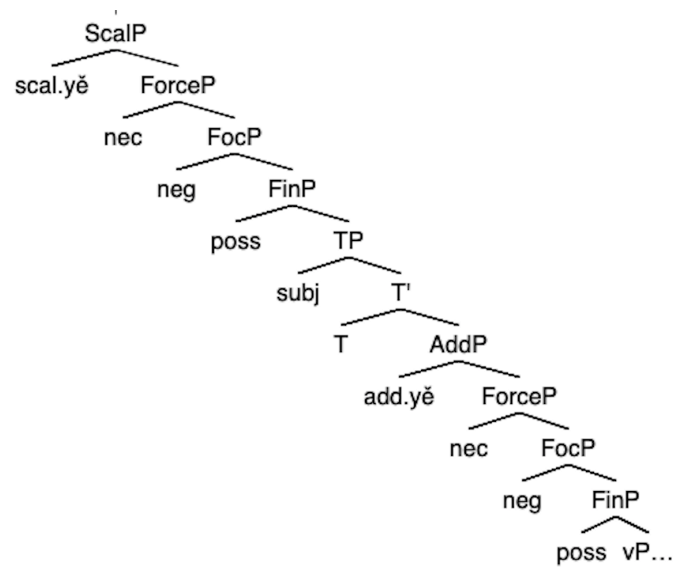 ScalP
scal.yě ForceP
nec FocP
neg FinP
poss TP
subj T'
T AddP
add.yě ForceP
nec FocP
neg FinP
poss vP…